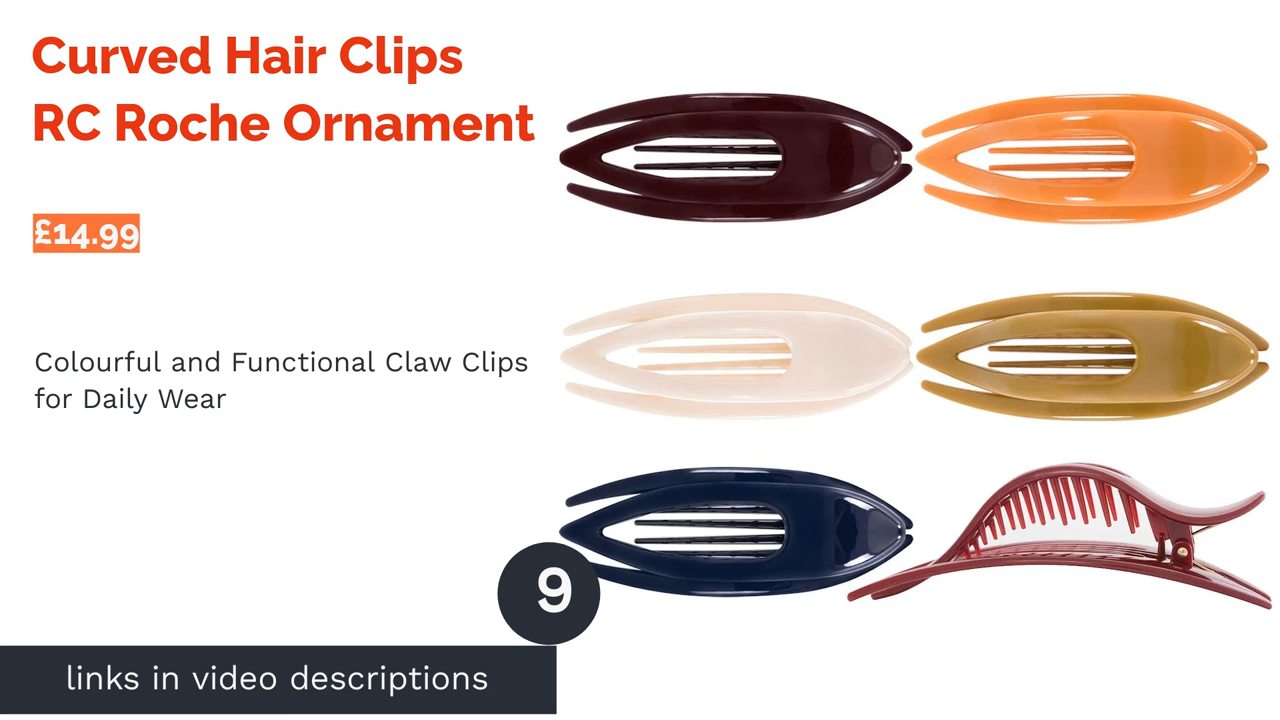 Curved Hair Clips
RC Roche Ornament
£14.99
Colourful and Functional Claw Clips
for Daily Wear
9
links in video descriptions